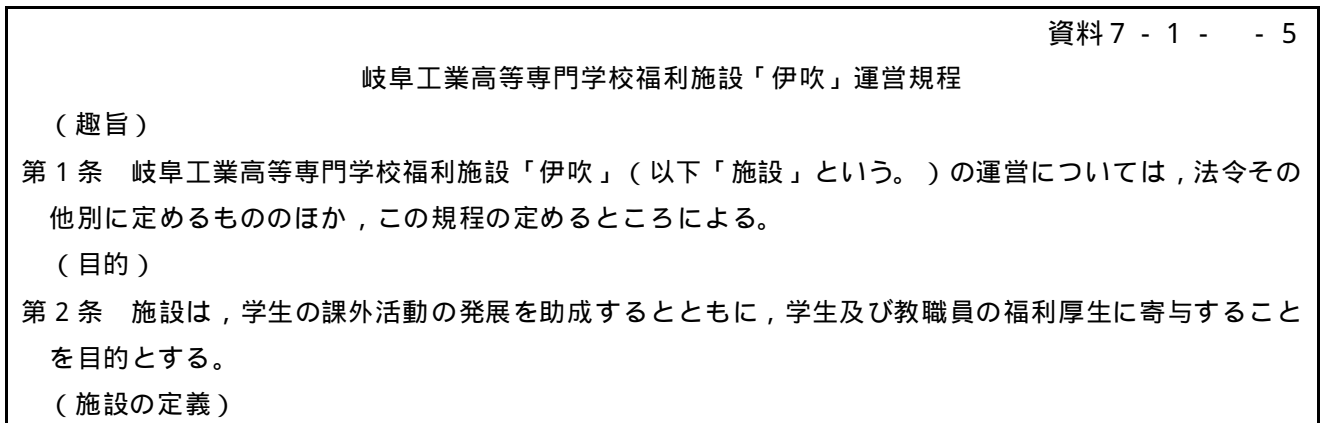 資料７－１－　－５
岐阜工業高等専門学校福利施設「伊吹」運営規程
（趣旨）
第１条　岐阜工業高等専門学校福利施設「伊吹」（以下「施設」という。）の運営については，法令その
他別に定めるもののほか，この規程の定めるところによる。
（目的）
第２条　施設は，学生の課外活動の発展を助成するとともに，学生及び教職員の福利厚生に寄与すること
を目的とする。
（施設の定義）